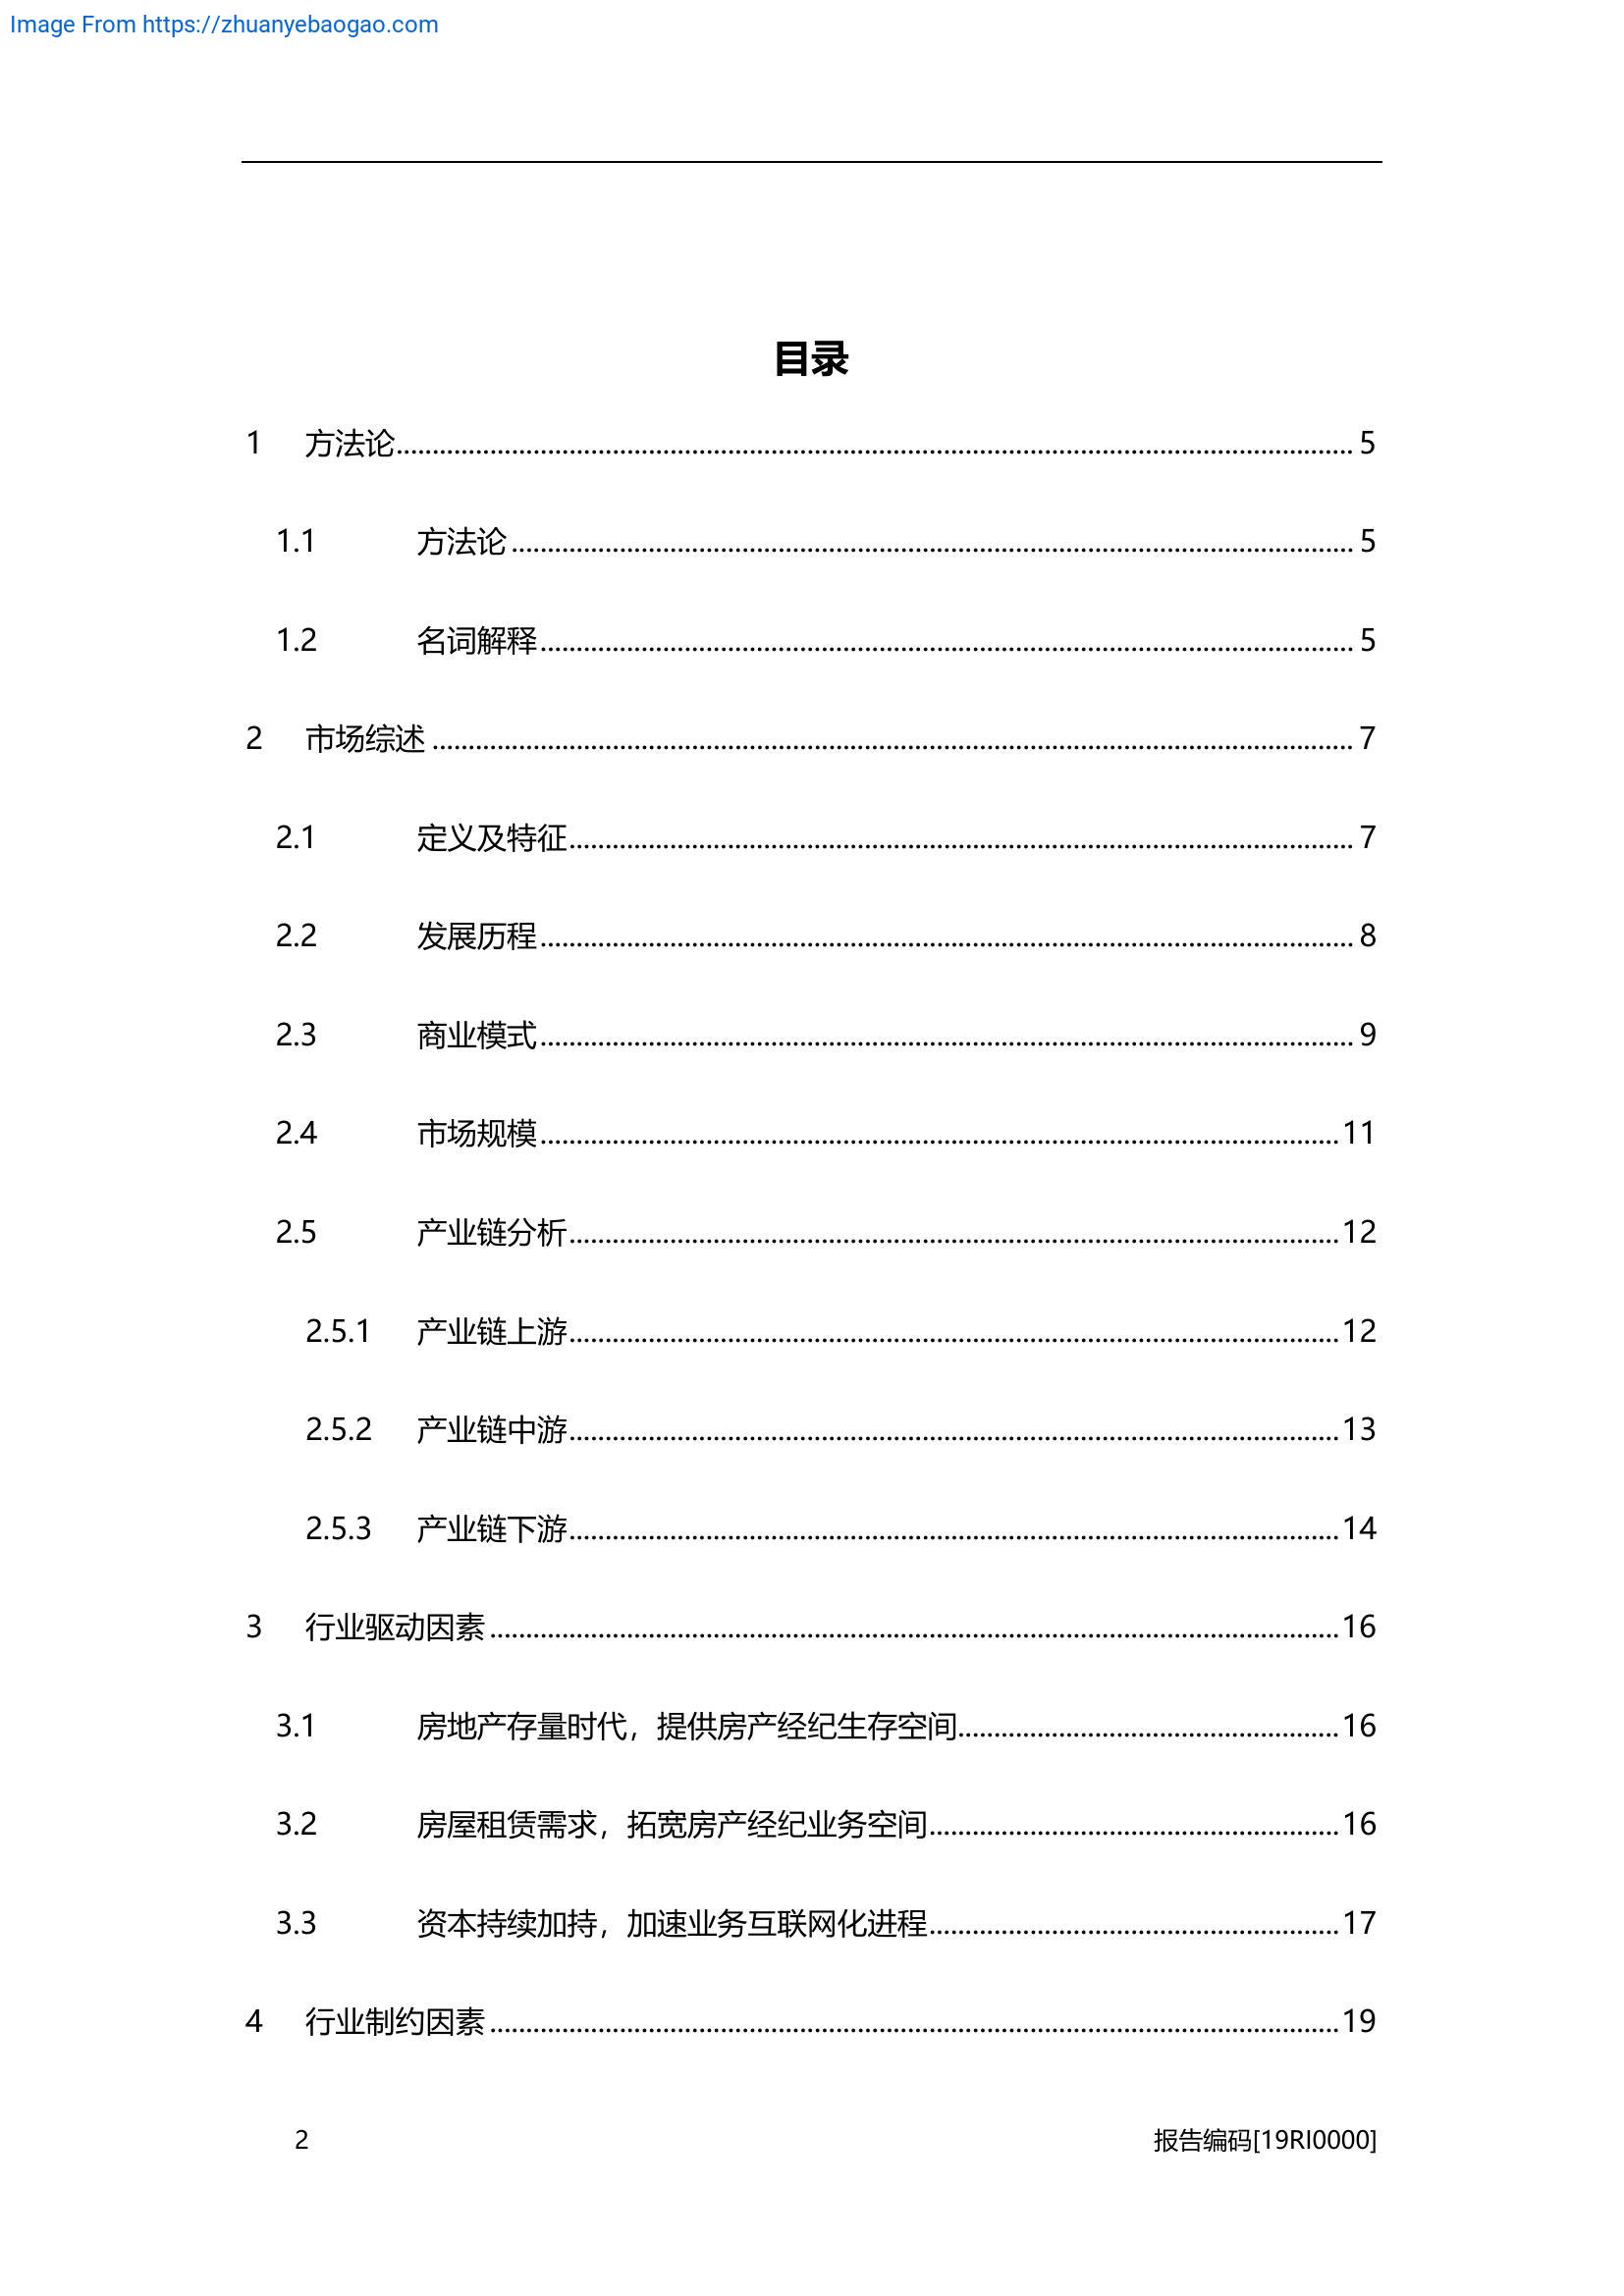 Image From https://zhuanyebaogao.com
目录
1 方法论 5
1.1 方法论 5
1.2 名词解释 5
2 市场综述 7
2.1 定义及特征 7
2.2 发展历程 8
2.3 商业模式 9
2.4 市场规模 11
2.5 产业链分析 12
2.5.1 产业链上游 12
2.5.2 产业链中游 13
2.5.3 产业链下游 14
3 行业驱动因素 16
3.1 房地产存量时代，提供房产经纪生存空间 16
3.2 房屋租赁需求，拓宽房产经纪业务空间 16
3.3 资本持续加持，加速业务互联网化进程 17
4 行业制约因素 19
2 报告编码[19RI0000]